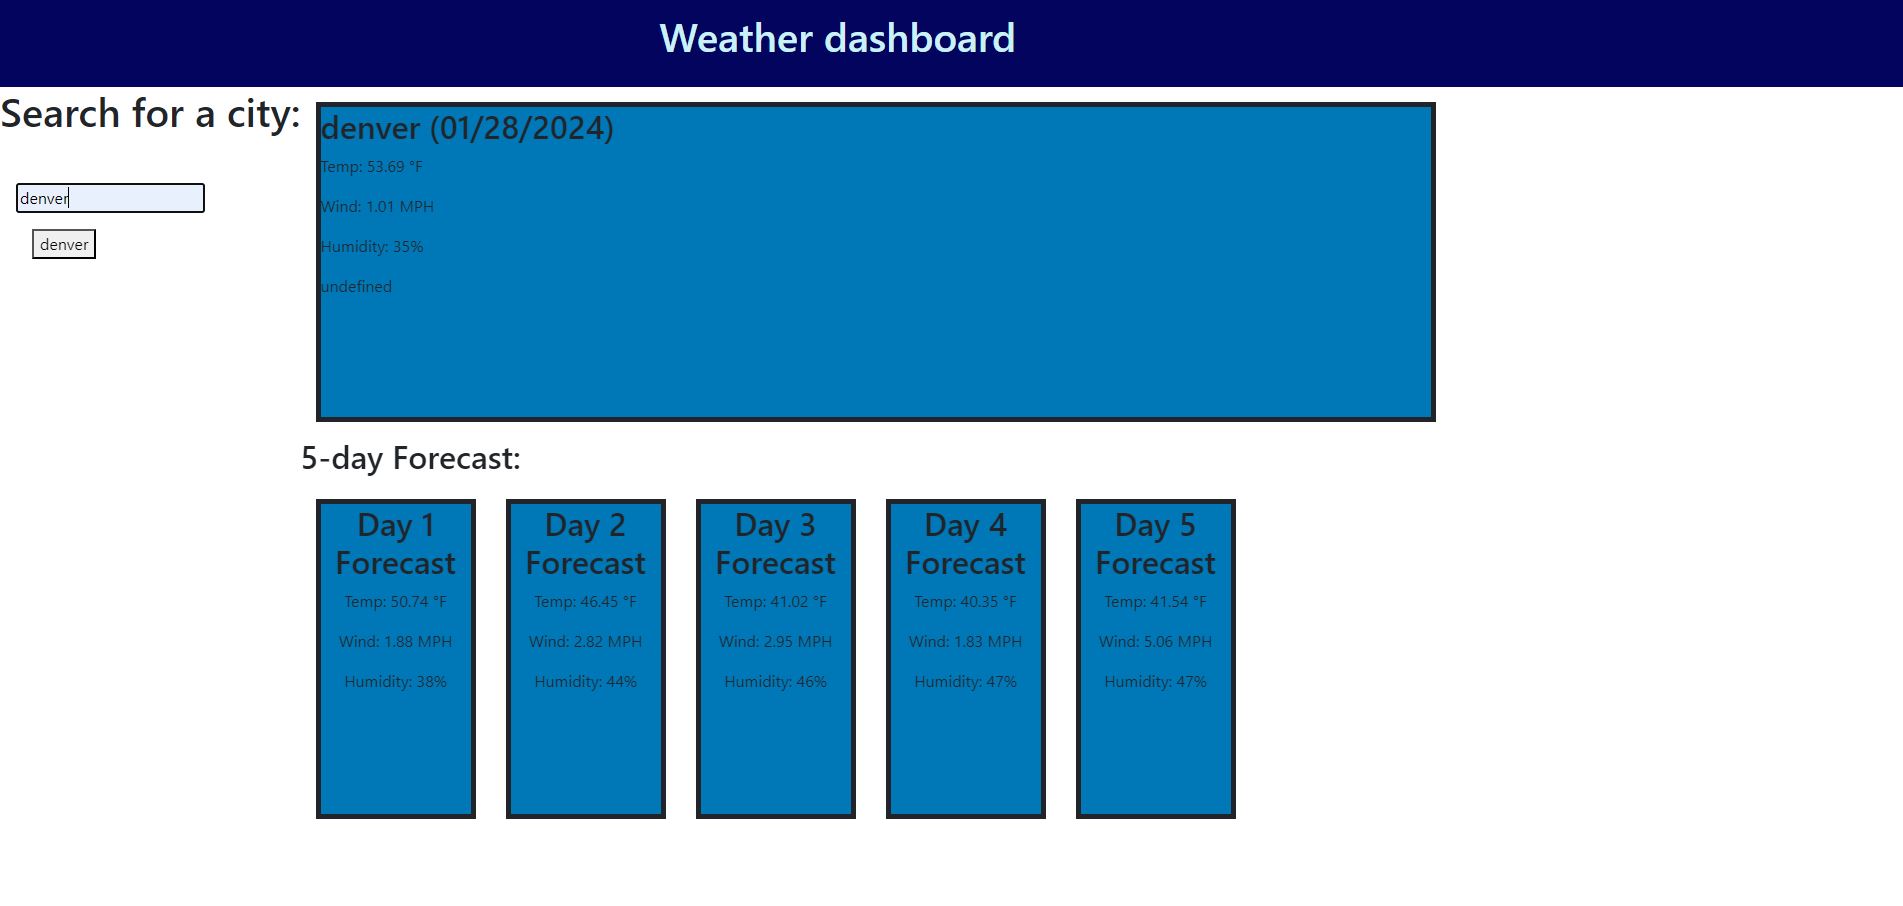 Weather dashboard
Search for a city:
denver
denver
denver (01/28/2024)
Temp: 53.69 °F
Wind: 1.01 MPH
Humidity: 35%
undefined
5-day Forecast:
Day 1
Forecast
Temp: 50.74 °F
Wind: 1.88 MPH
Humidity: 38%
Day 2
Forecast
Temp: 46.45 °F
Wind: 2.82 MPH
Humidity: 44%
Day 3
Forecast
Temp: 41.02 °F
Wind: 2.95 MPH
Humidity: 46%
Day 4
Forecast
Temp: 40.35 °F
Wind: 1.83 MPH
Humidity: 47%
Day 5
Forecast
Temp: 41.54 °F
Wind: 5.06 MPH
Humidity: 47%